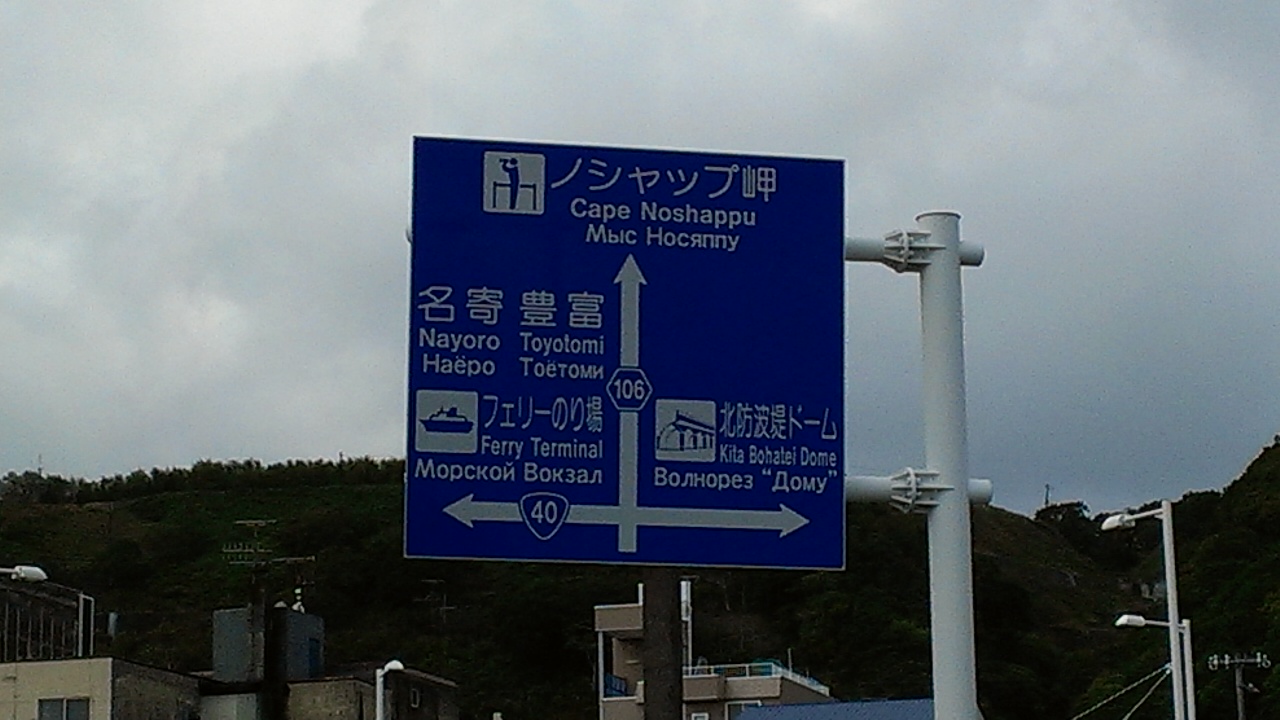 ノシャップ岬
Cape Noshappu
Мыс Носяппу
名寄 豊富
Nayoro Toyotomi
Наёро Тоётоми
106
フェリーのり場
Ferry Terminal
Морской Вокзал
北防波堤ドーム
Kita Bohatei Dome
Волнорез "Дому"
40